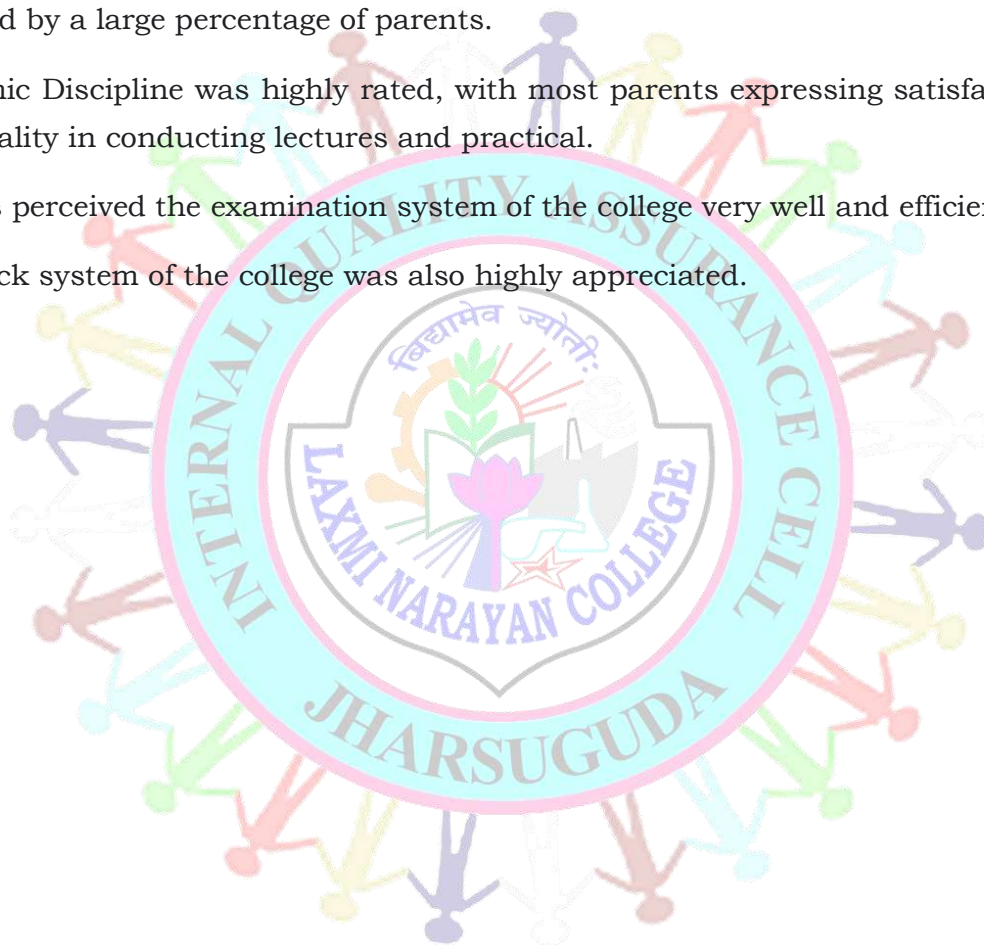 d by a large percentage of parents.
nic Discipline was highly rated, with most parents expressing satisfa
ality in conducting lectures and practical.
s perceived the examination system of the college very well and efficien
ck system of the college was also highly appreciated.
INTERNAL QUALITY ASSURANCE CELL
विद्यामेव ज्योतिः
LAXMI NARAYAN COLLEGE
JHARSUGUDA